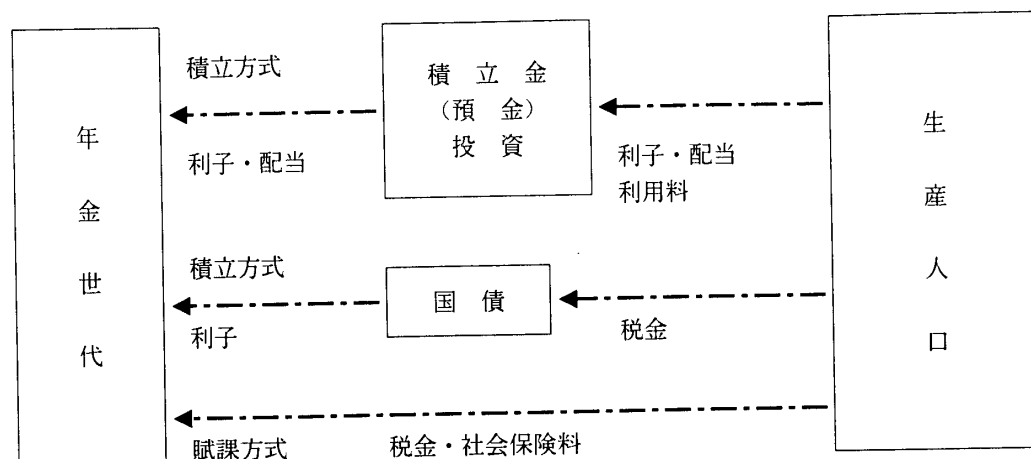 年金世代
積立方式
利子・配当
積立金
（預金）
投資
利子・配当
利用料
生産人口
積立方式
利子
国債
税金
賦課方式
税金・社会保険料